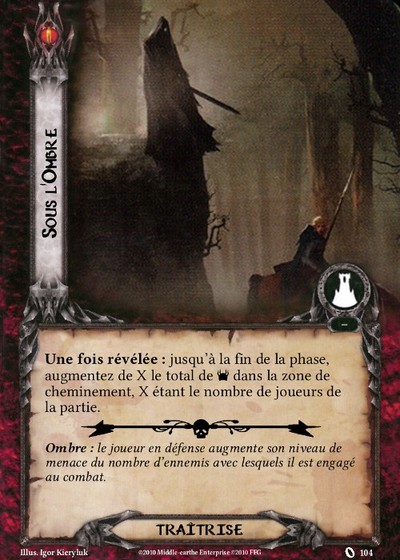 SOUS L'OMBRE
Une fois révélée : jusqu'à la fin de la phase,
augmentez de X le total de dans la zone de
cheminement, X étant le nombre de joueurs de
la partie.
Ombre : le joueur en défense augmente son niveau de
menace du nombre d'ennemis avec lesquels il est engagé
au combat.
TRAÎTRISE
Illus. Igor Kieryluk
©2010 Middle-earthe Enterprise ©2010 FFG
104